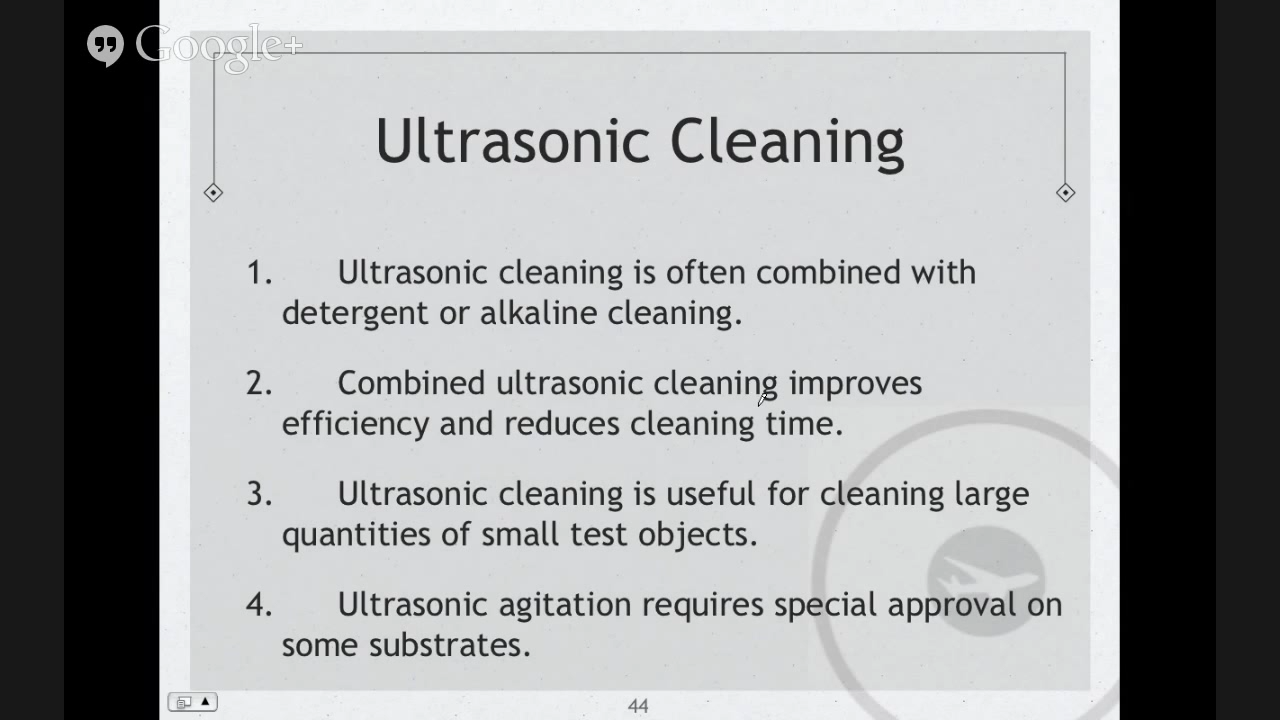 Google+
Ultrasonic Cleaning
1. Ultrasonic cleaning is often combined with
detergent or alkaline cleaning.
2. Combined ultrasonic cleaning improves
efficiency and reduces cleaning time.
3. Ultrasonic cleaning is useful for cleaning large
quantities of small test objects.
4. Ultrasonic agitation requires special approval on
some substrates.
44